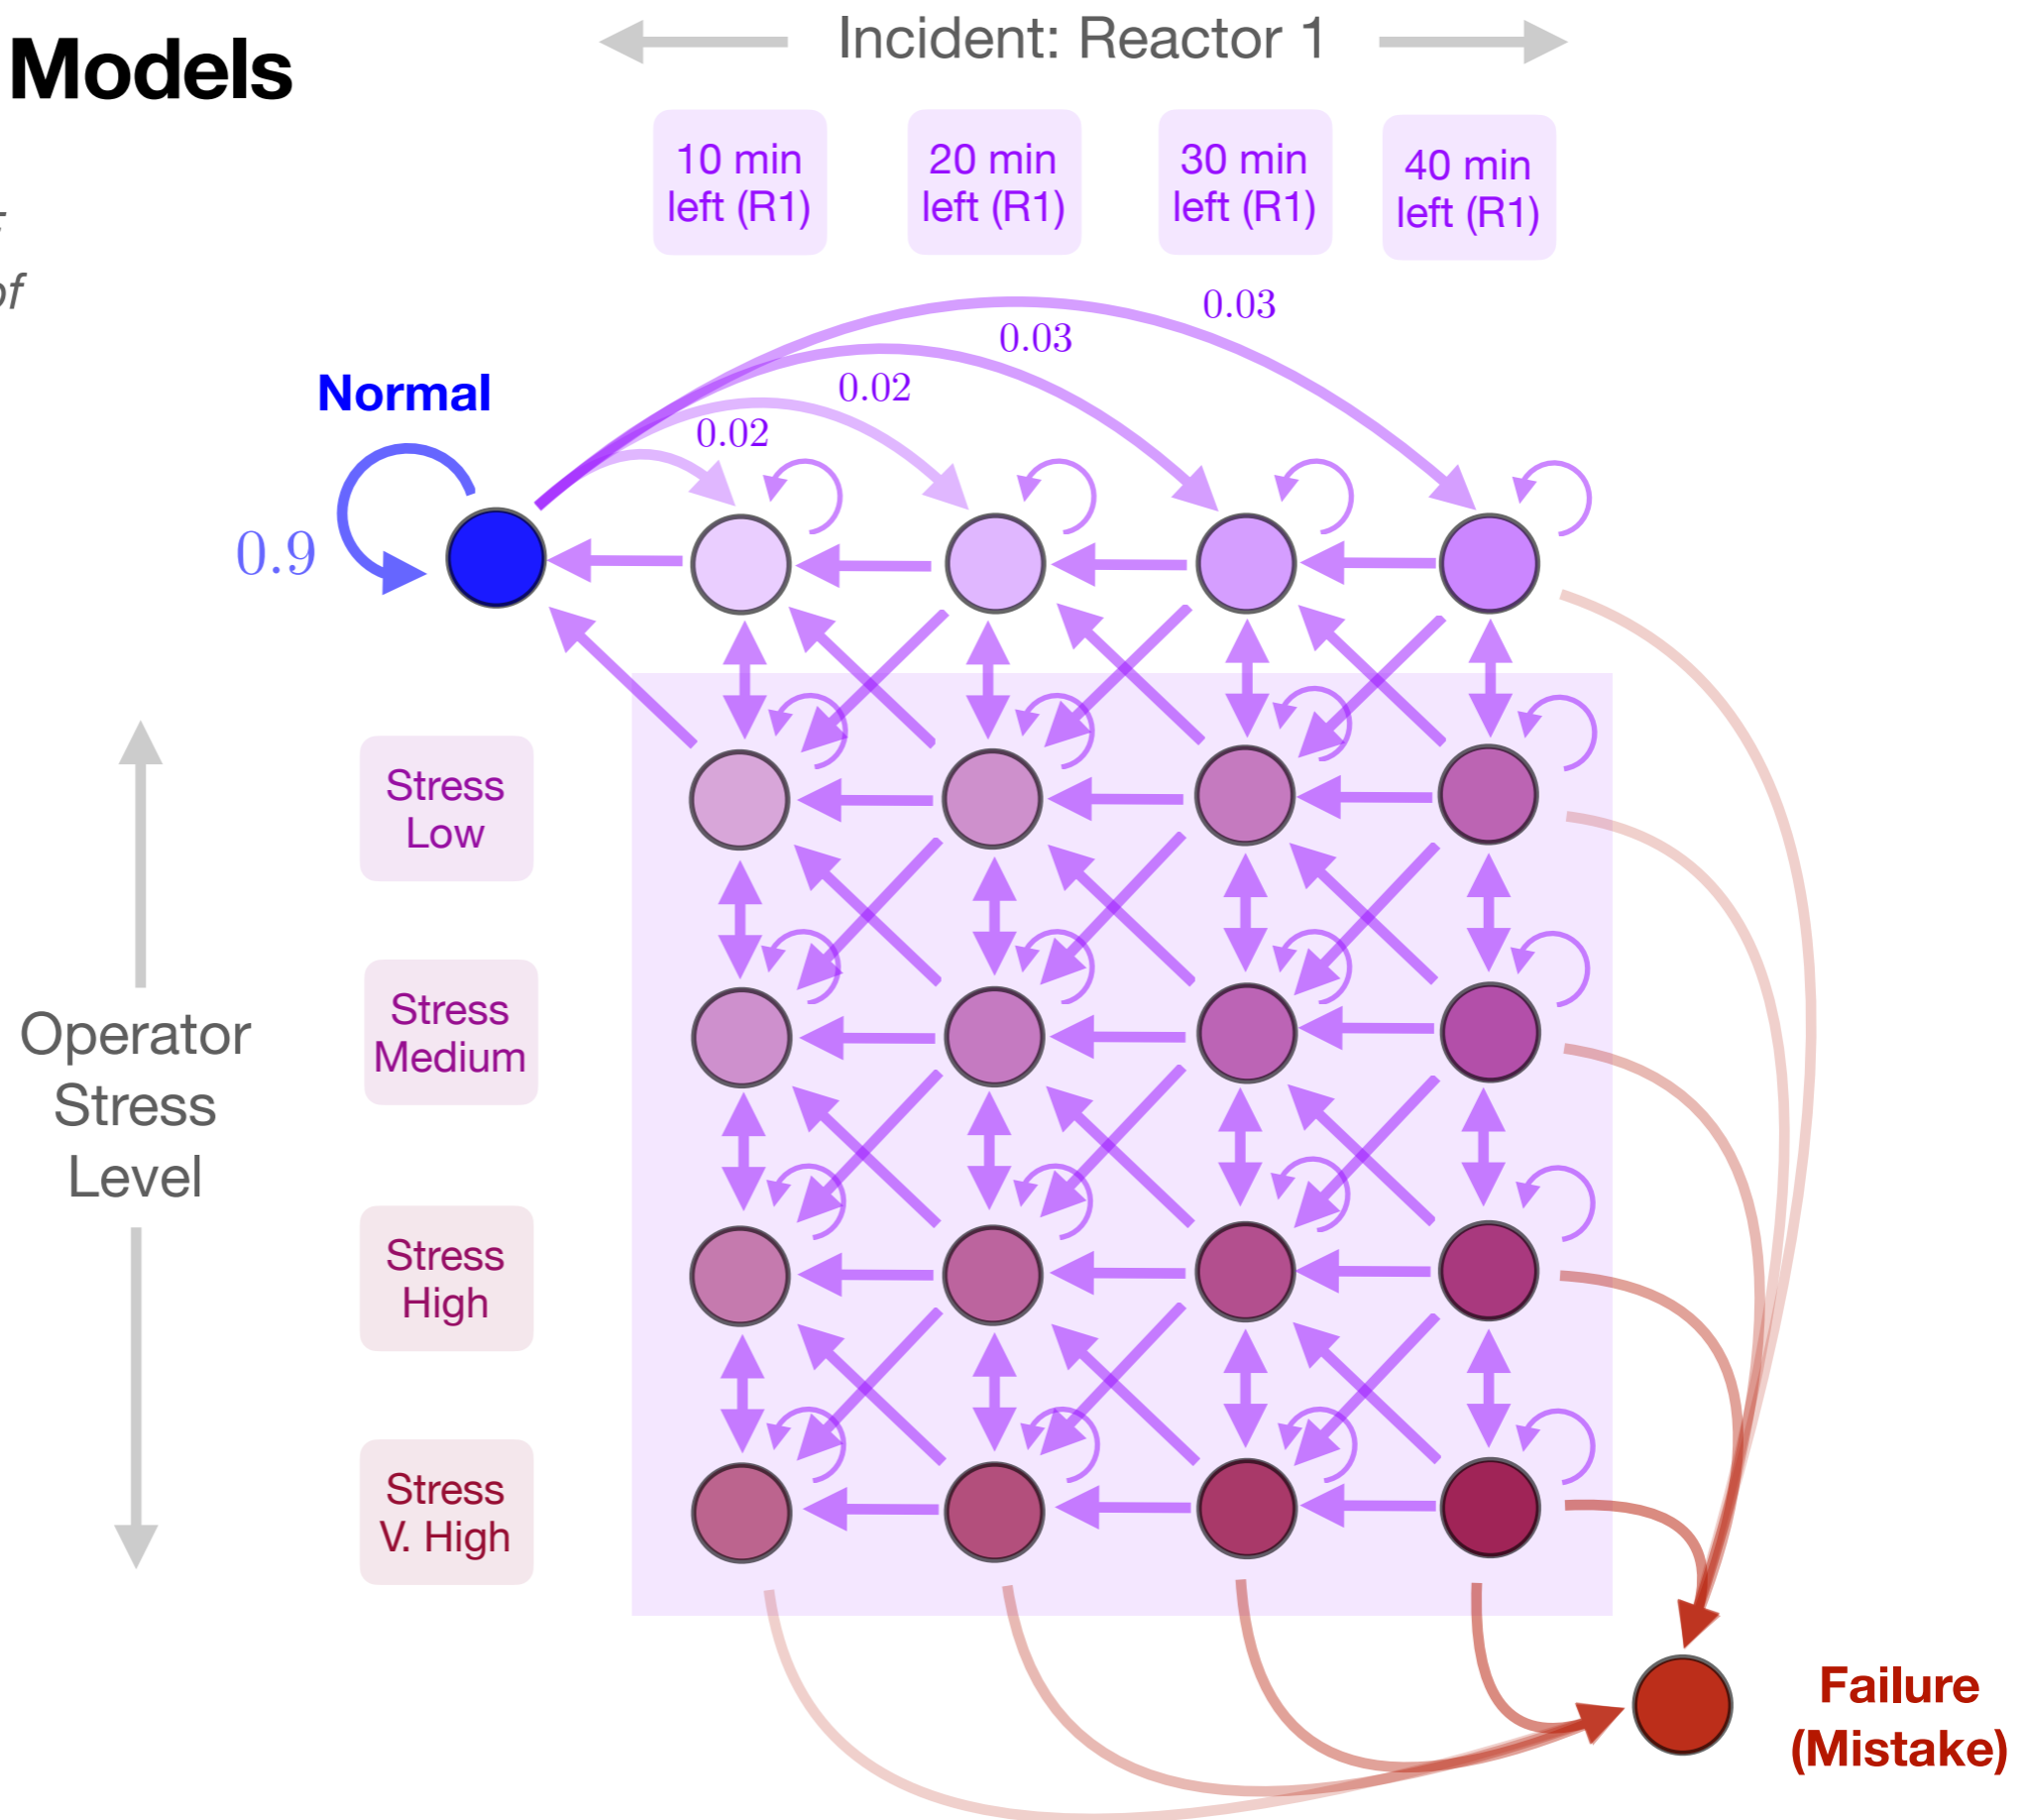 Models
of
Incident: Reactor 1
10 min
left (R1)
20 min
left (R1)
30 min
left (R1)
40 min
left (R1)
0.03
0.03
0.02
0.02
Normal
0.9
Operator
Stress
Level
Stress
Low
Stress
Medium
Stress
High
Stress
V. High
Failure
(Mistake)